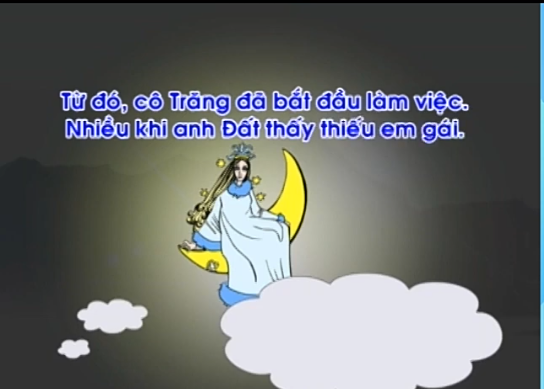 Từ đó, cô Trăng đã bắt đầu làm việc.
Nhiều khi anh Đất thấy thiếu em gái.